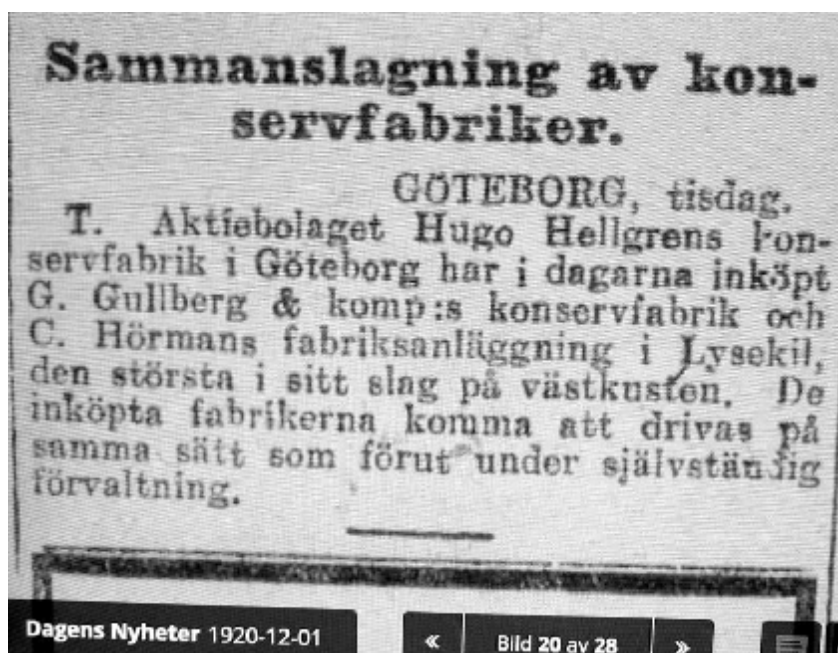 Sammanslagning av kon-
servfabriker.
GÖTEBORG, tisdag.
T. Aktiebolaget Hugo Hellgrens kon-
servfabrik i Göteborg har i dagarna inköpt
G. Gullberg & komp:s konservfabrik och
C. Hörmans fabriksanläggning i Lysekil,
den största i sitt slag på västkusten. De
inköpta fabrikerna komma att drivas på
samma sätt som förut under självständig
förvaltning.
Dagens Nyheter 1920-12-01
« Bild 20 av 28 »